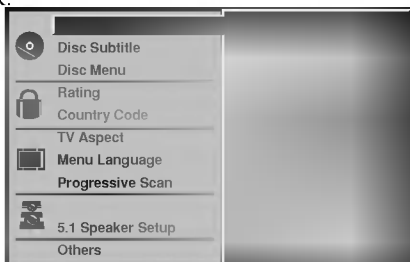 Disc Subtitle
Disc Menu
Rating
Country Code
TV Aspect
Menu Language
Progressive Scan
5.1 Speaker Setup
Others